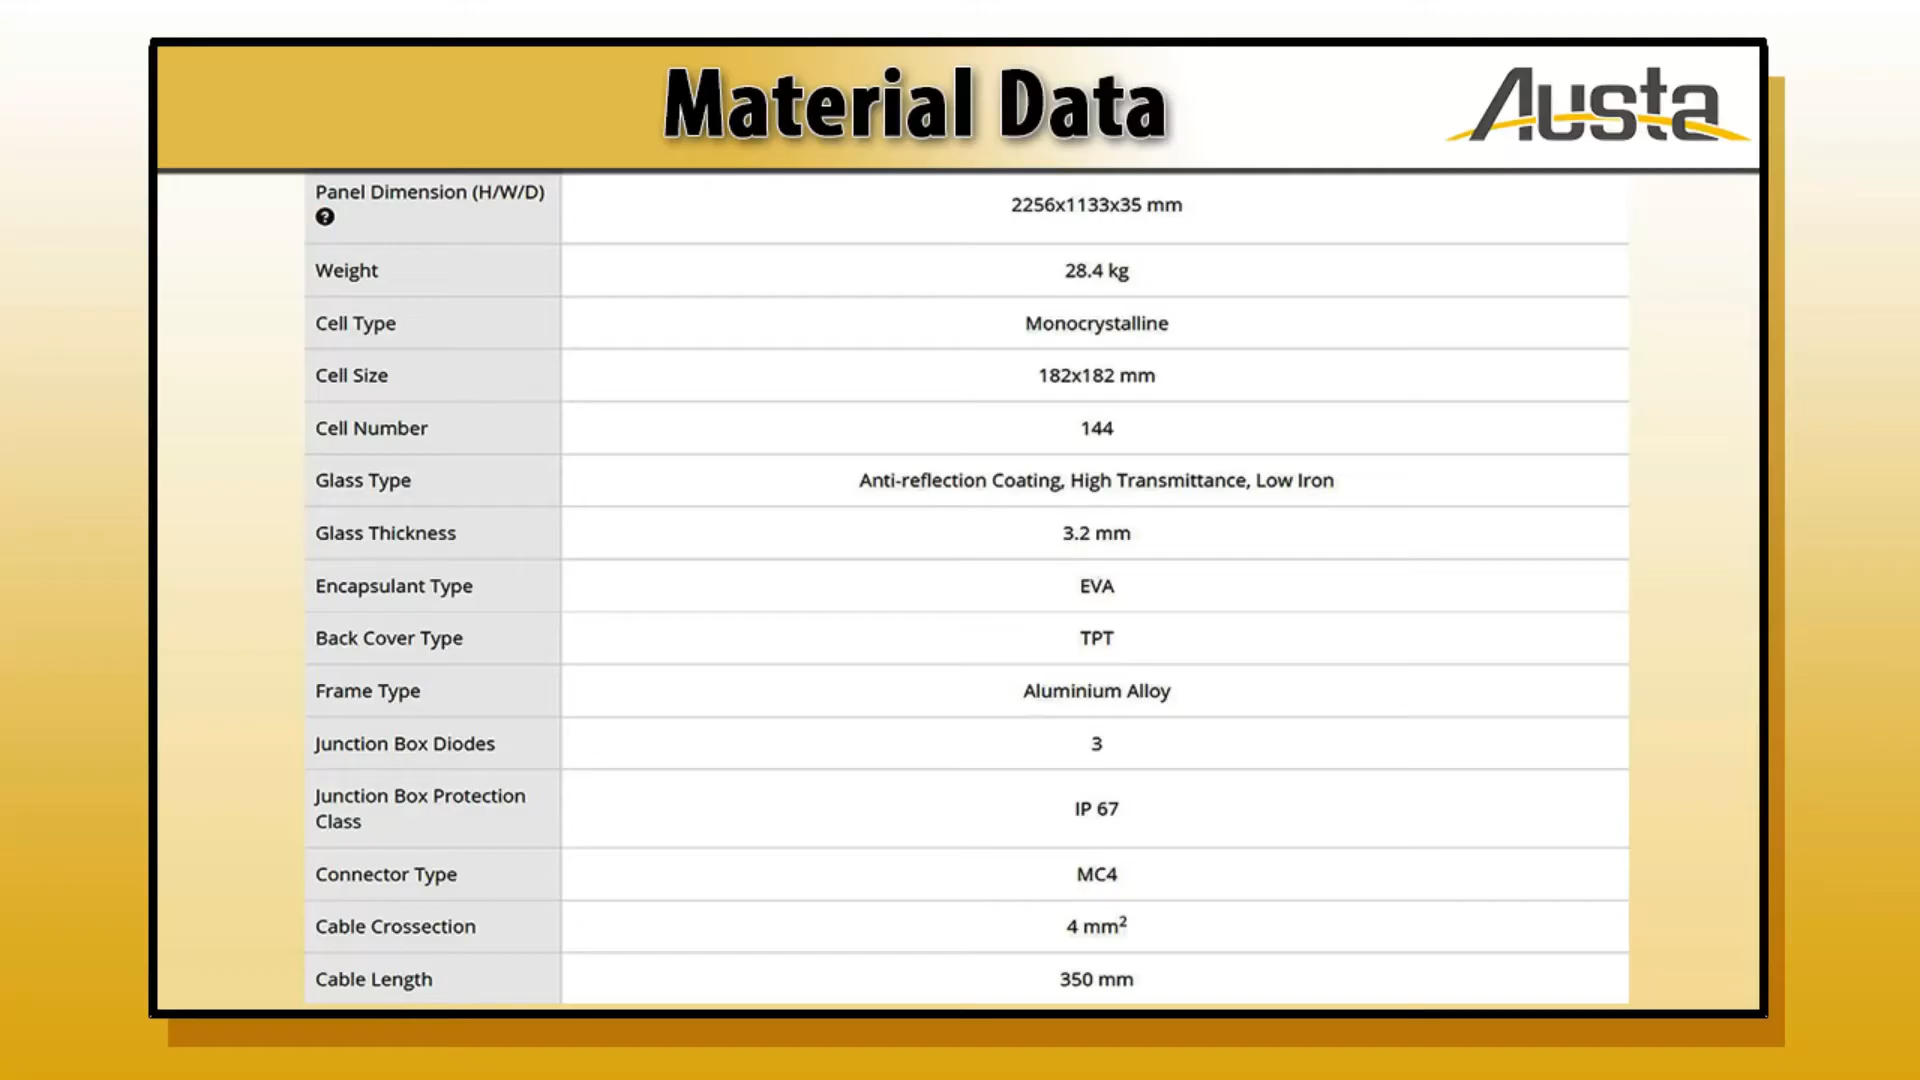 Material Data
Austa
Panel Dimension (H/W/D)
2256x1133x35 mm
Weight
28.4 kg
Cell Type
Monocrystalline
Cell Size
182x182 mm
Cell Number
144
Glass Type
Anti-reflection Coating, High Transmittance, Low Iron
Glass Thickness
3.2 mm
Encapsulant Type
EVA
Back Cover Type
TPT
Frame Type
Aluminium Alloy
Junction Box Diodes
3
Junction Box Protection
Class
IP 67
Connector Type
MC4
Cable Crossection
4 mm²
Cable Length
350 mm